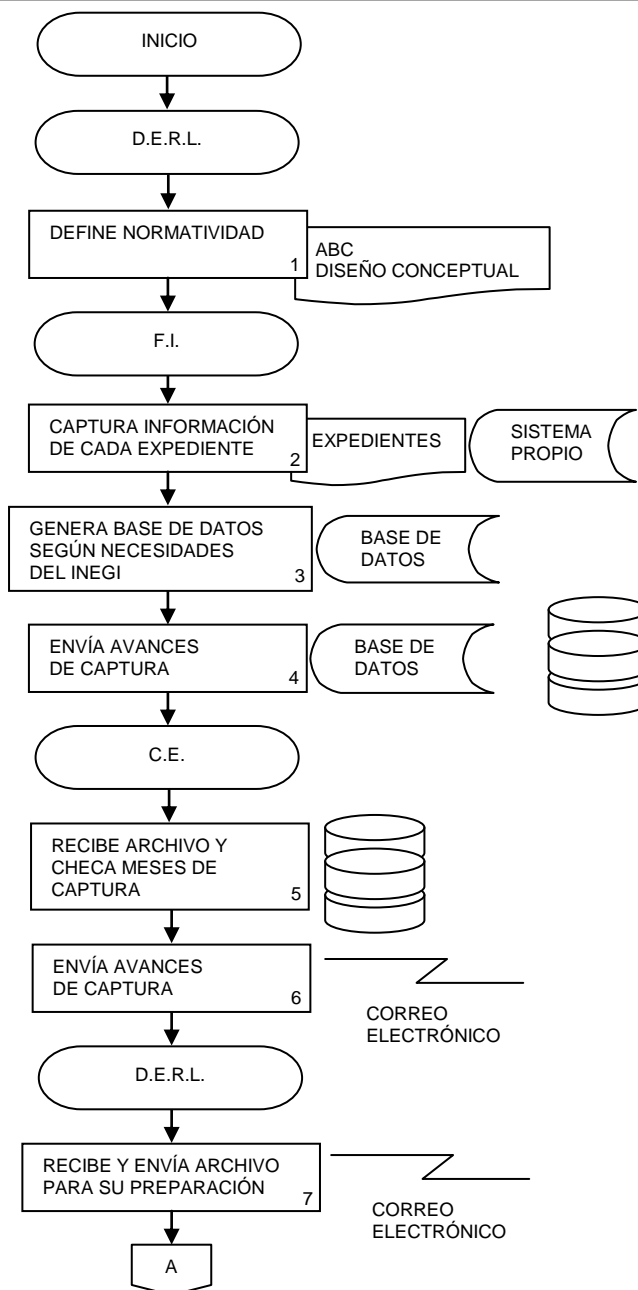 INICIO
D.E.R.L.
DEFINE NORMATIVIDAD
1
ABC
DISEÑO CONCEPTUAL
F.I.
CAPTURA INFORMACIÓN
DE CADA EXPEDIENTE
2
EXPEDIENTES
SISTEMA
PROPIO
GENERA BASE DE DATOS
SEGÚN NECESIDADES
DEL INEGI
3
BASE DE
DATOS
ENVÍA AVANCES
DE CAPTURA
4
BASE DE
DATOS
C.E.
RECIBE ARCHIVO Y
CHECA MESES DE
CAPTURA
5
ENVÍA AVANCES
DE CAPTURA
6
CORREO
ELECTRÓNICO
D.E.R.L.
RECIBE Y ENVÍA ARCHIVO
PARA SU PREPARACIÓN
7
CORREO
ELECTRÓNICO
A